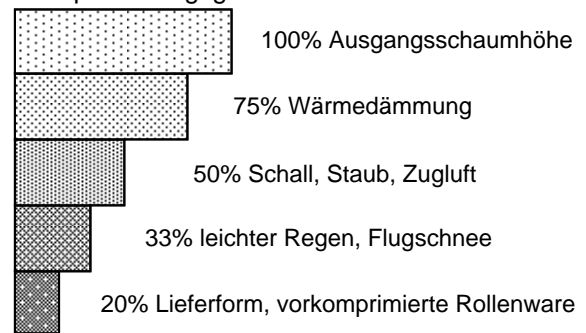 100% Ausgangsschaumhöhe
75% Wärmedämmung
50% Schall, Staub, Zugluft
33% leichter Regen, Flugschnee
20% Lieferform, vorkomprimierte Rollenware